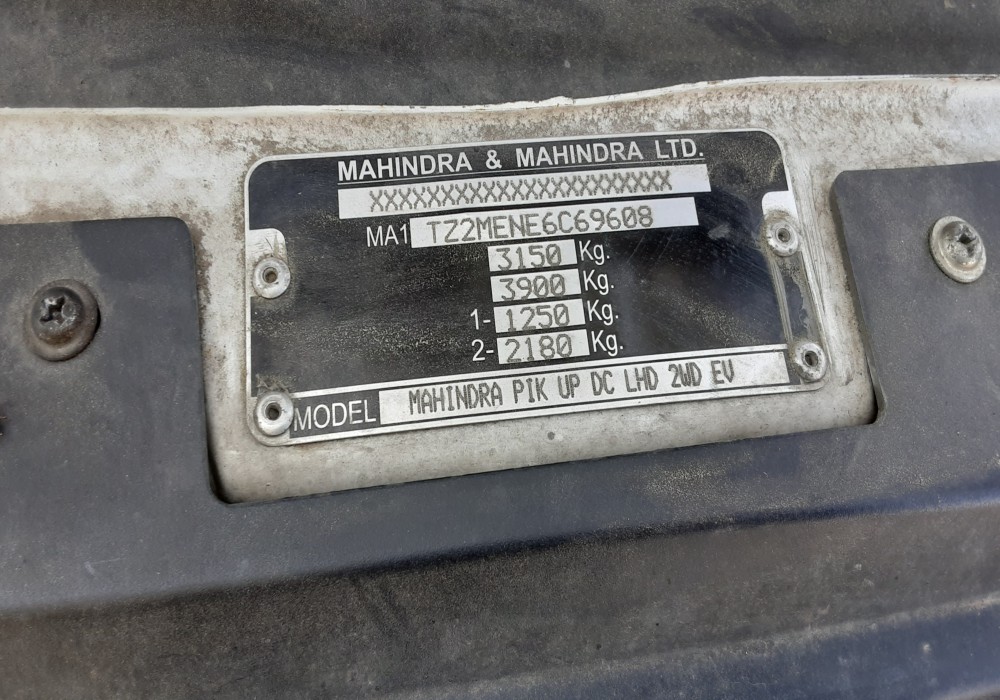 MAHINDRA & MAHINDRA LTD.
XXXXXXXXXXXXXXXXXXXXXX
MA1 TZ2MENE6C69608
3150 Kg.
3900 Kg.
1- 1250 Kg.
2- 2180 Kg.
MODEL MAHINDRA PIK UP DC LHD 2WD EV